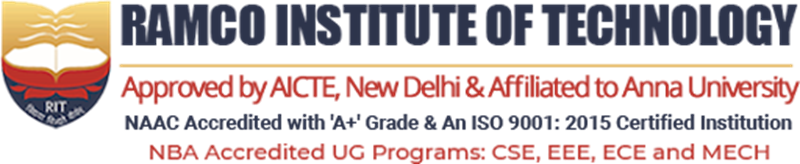 RAMCO INSTITUTE OF TECHNOLOGY
Approved by AICTE, New Delhi & Affiliated to Anna University
NAAC Accredited with 'A+' Grade & An ISO 9001: 2015 Certified Institution
NBA Accredited UG Programs: CSE, EEE, ECE and MECH
RIT